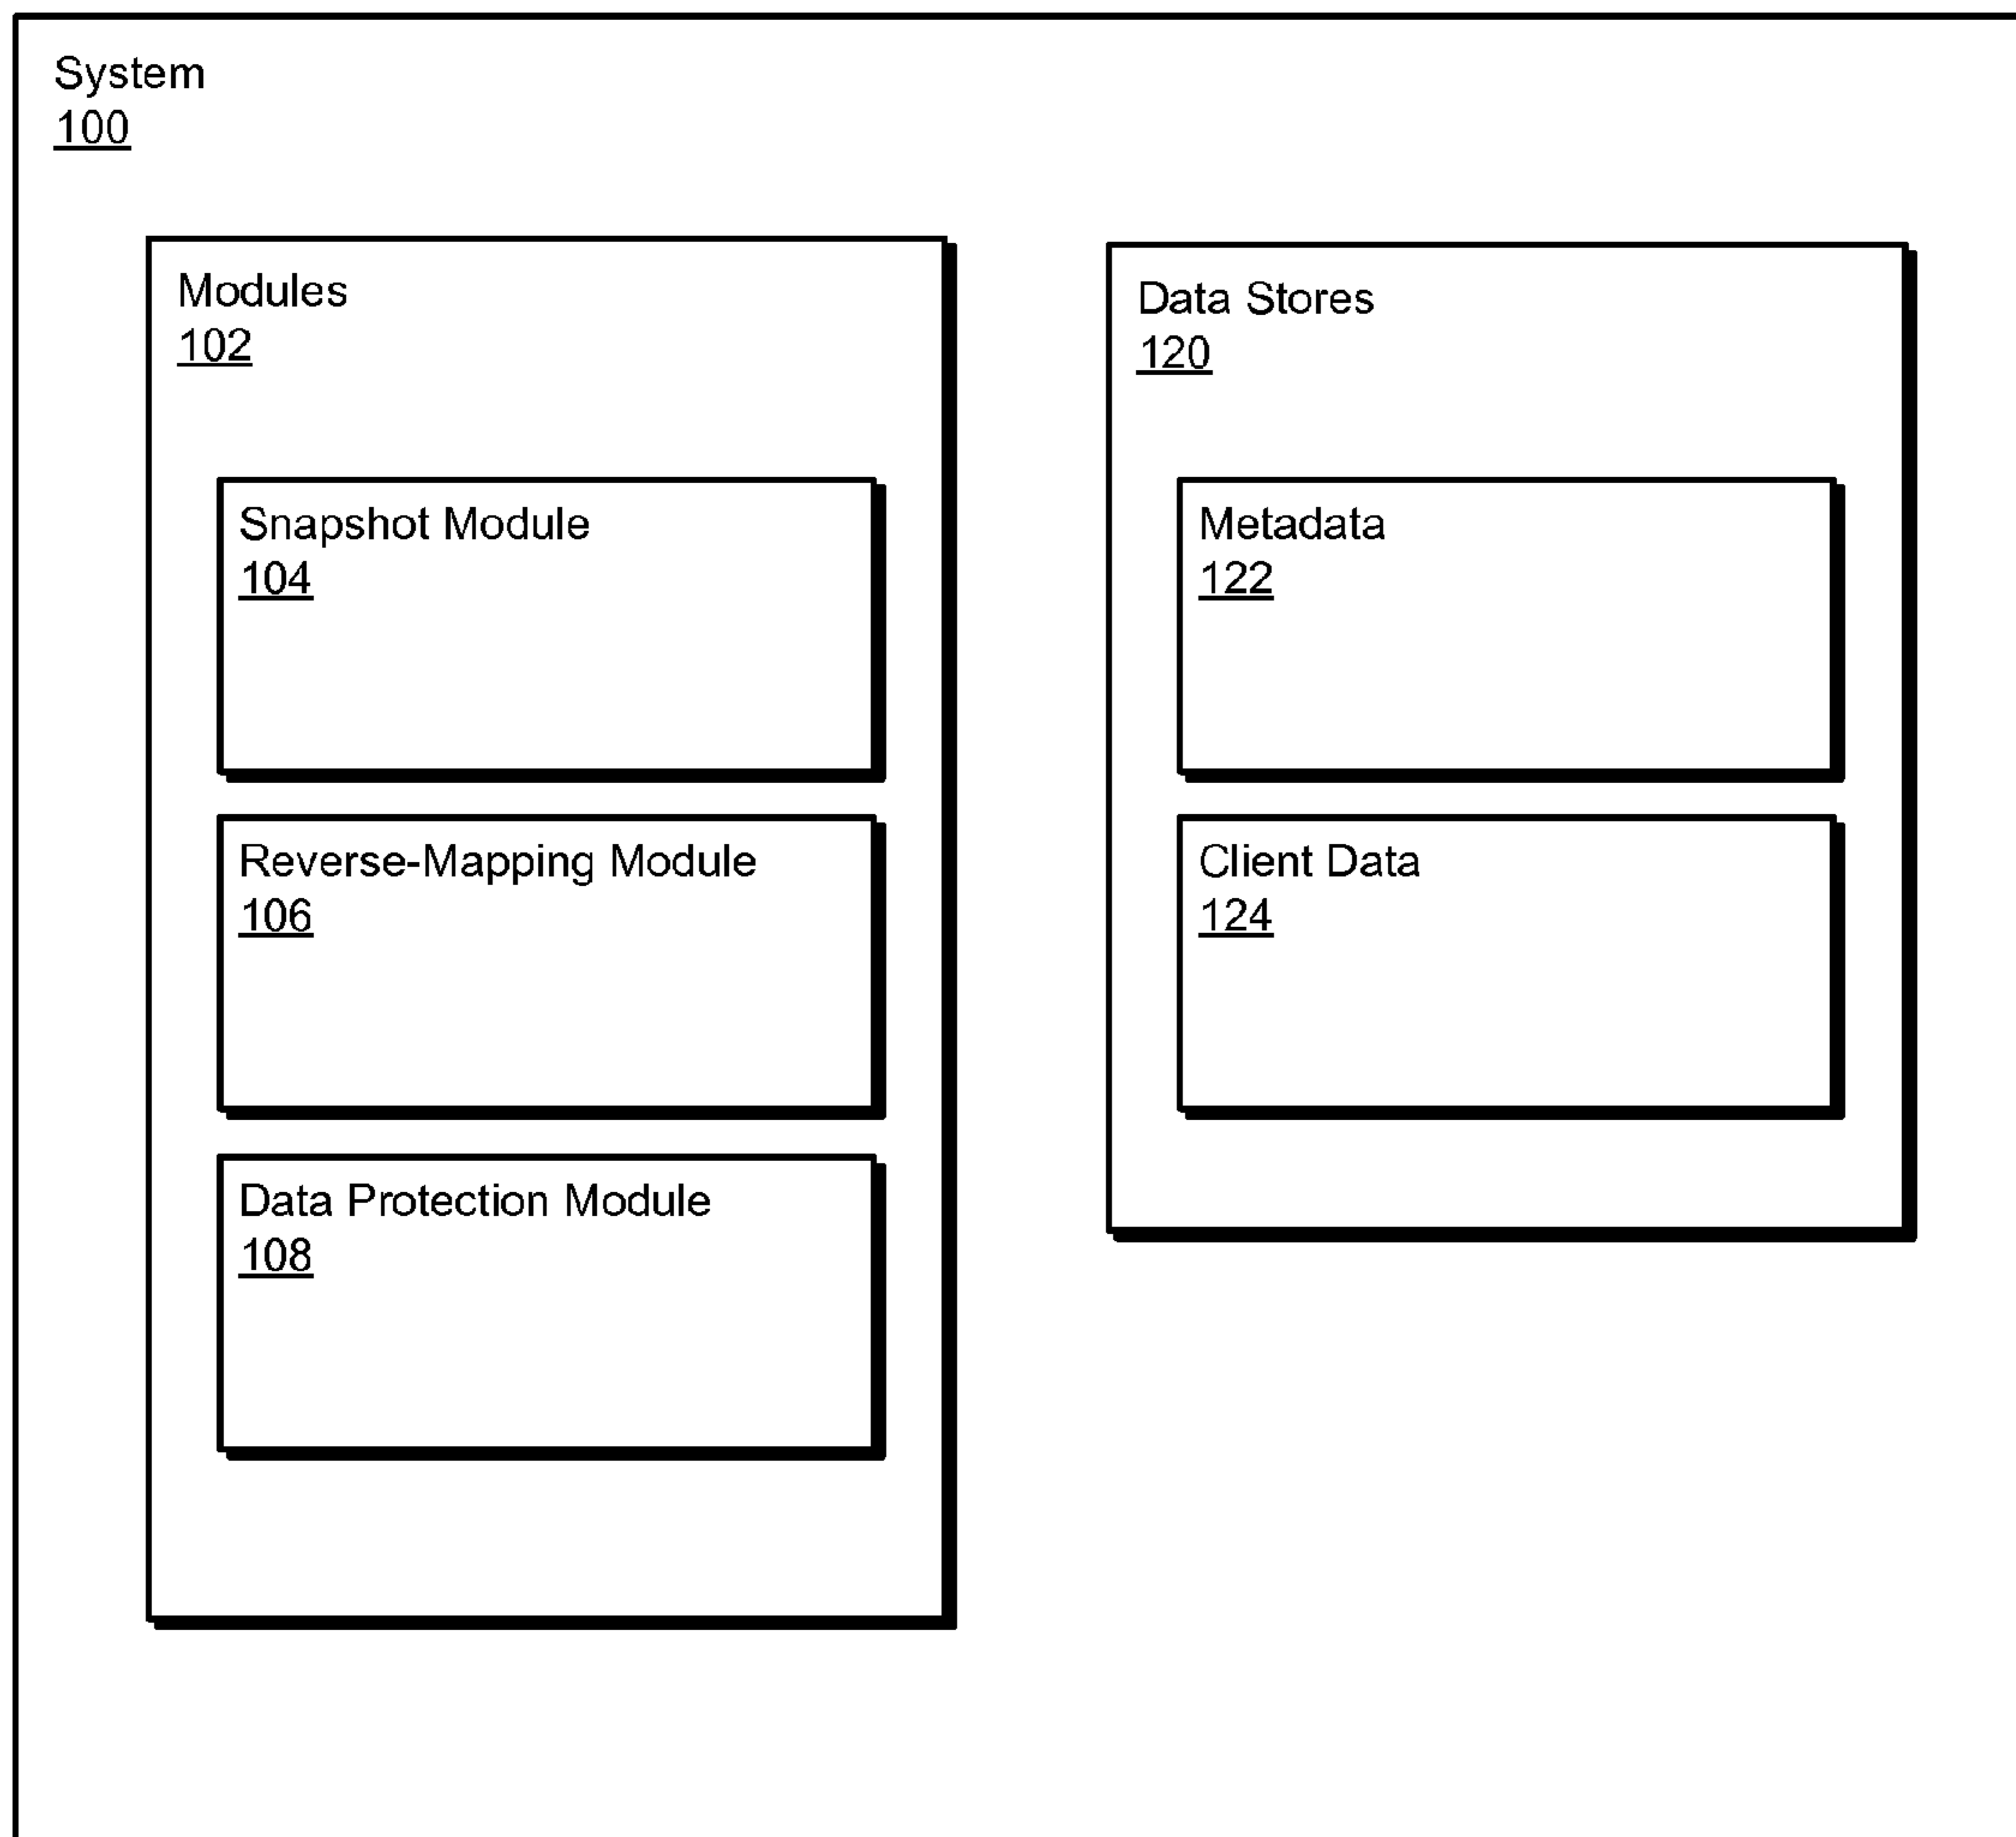 System
100
Modules
102
Snapshot Module
104
Reverse-Mapping Module
106
Data Protection Module
108
Data Stores
120
Metadata
122
Client Data
124